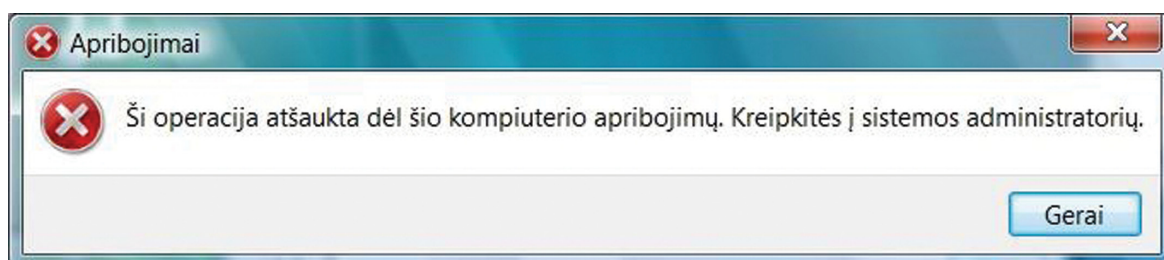 Apribojimai
Ši operacija atšaukta dėl šio kompiuterio apribojimų. Kreipkitės į sistemos administratorių.
Gerai